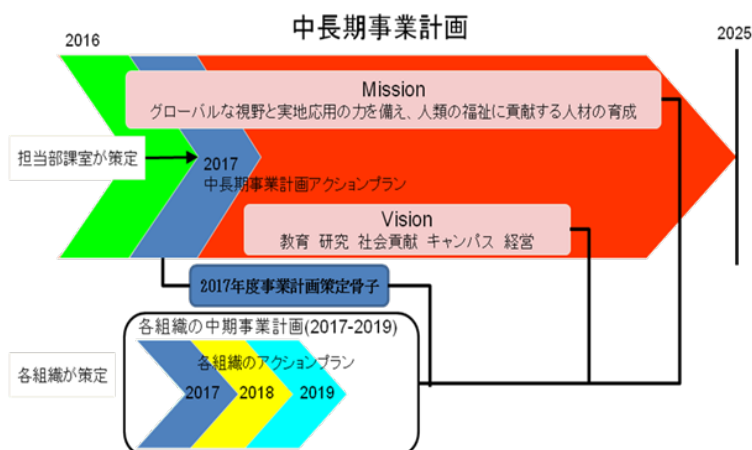 中長期事業計画
2016
2025
Mission
グローバルな視野と実地応用の力を備え、人類の福祉に貢献する人材の育成
担当部課室が策定
2017
中長期事業計画アクションプラン
Vision
教育 研究 社会貢献 キャンパス 経営
2017年度事業計画策定骨子
各組織の中期事業計画(2017-2019)
各組織のアクションプラン
各組織が策定
2017 2018 2019